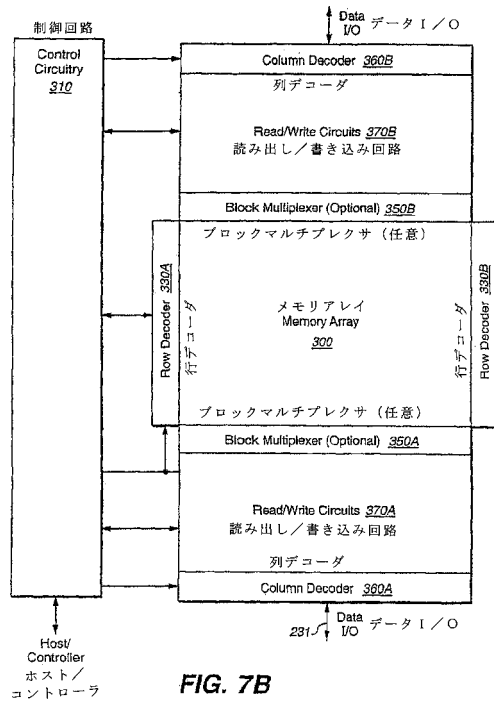 制御回路
Control
Circuitry
310
Data
I/O
データI/O
Column Decoder 360B
列デコーダ
Read/Write Circuits 370B
読み出し/書き込み回路
Block Multiplexer (Optional) 350B
ブロックマルチプレクサ (任意)
Row Decoder 330A
行デコーダ
メモリアレイ
Memory Array
300
行デコーダ
Row Decoder 330B
ブロックマルチプレクサ (任意)
Block Multiplexer (Optional) 350A
Read/Write Circuits 370A
読み出し/書き込み回路
列デコーダ
Column Decoder 360A
231
Data
I/O
データI/O
Host/
Controller
ホスト/
コントローラ
FIG. 7B